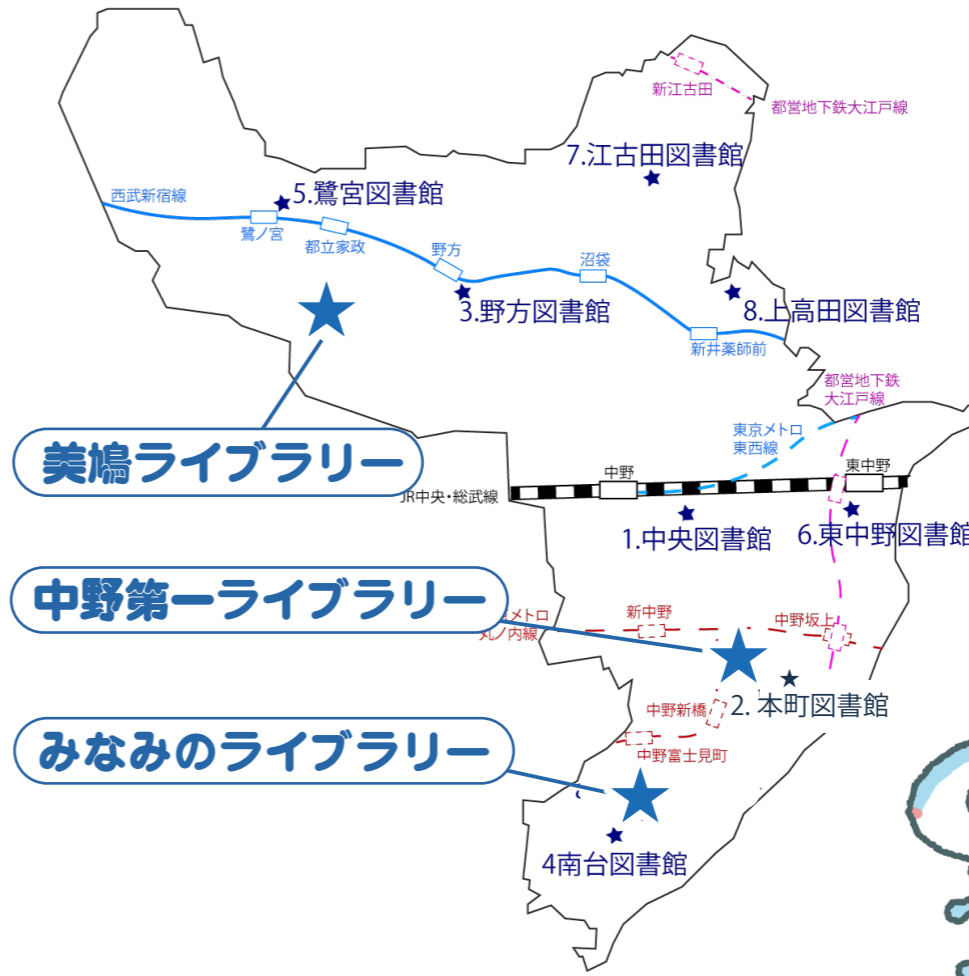 新江古田
都営地下鉄大江戸線
7.江古田図書館
西武新宿線
5.鷺宮図書館
鷺ノ宮
都立家政
野方
沼袋
3.野方図書館
8.上高田図書館
新井薬師前
都営地下鉄
大江戸線
東京メトロ
東西線
美鳩ライブラリー
中野
東中野
JR中央・総武線
1.中央図書館
6.東中野図書館
中野第一ライブラリー
メトロ
丸ノ内線
新中野
中野坂上
中野新橋
2. 本町図書館
みなみのライブラリー
中野富士見町
4南台図書館